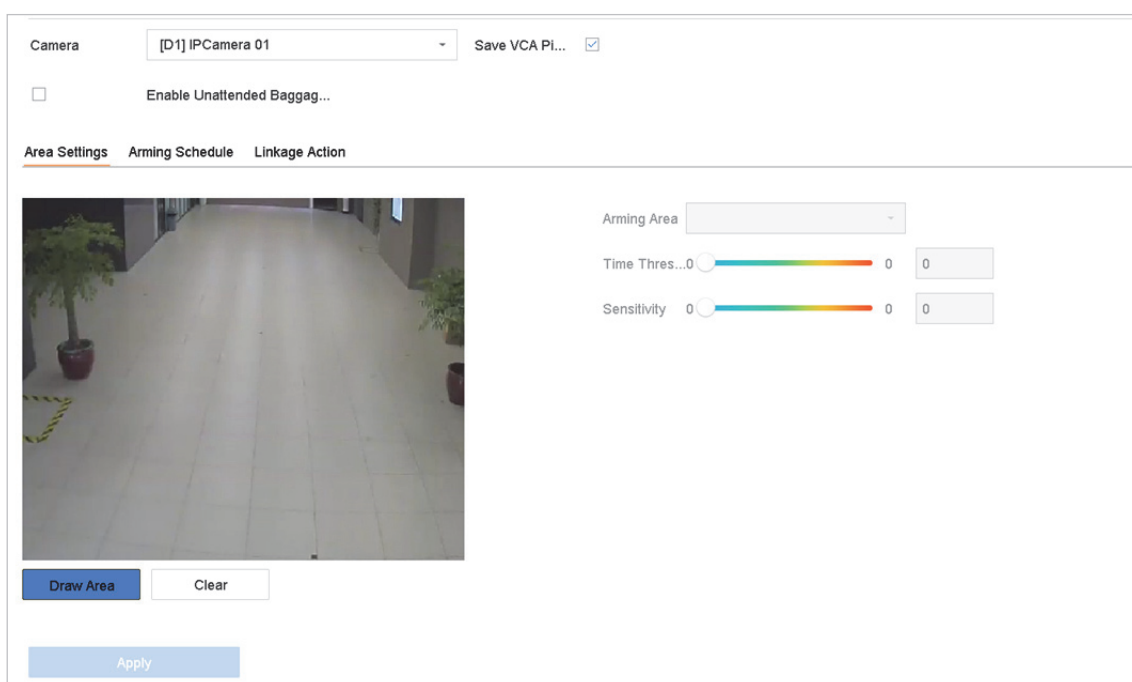 Camera [D1] IPCamera 01 Save VCA Pi...
Enable Unattended Baggag...
Area Settings Arming Schedule Linkage Action
Arming Area
Time Thres...0 0 0
Sensitivity 0 0 0
Draw Area Clear
Apply